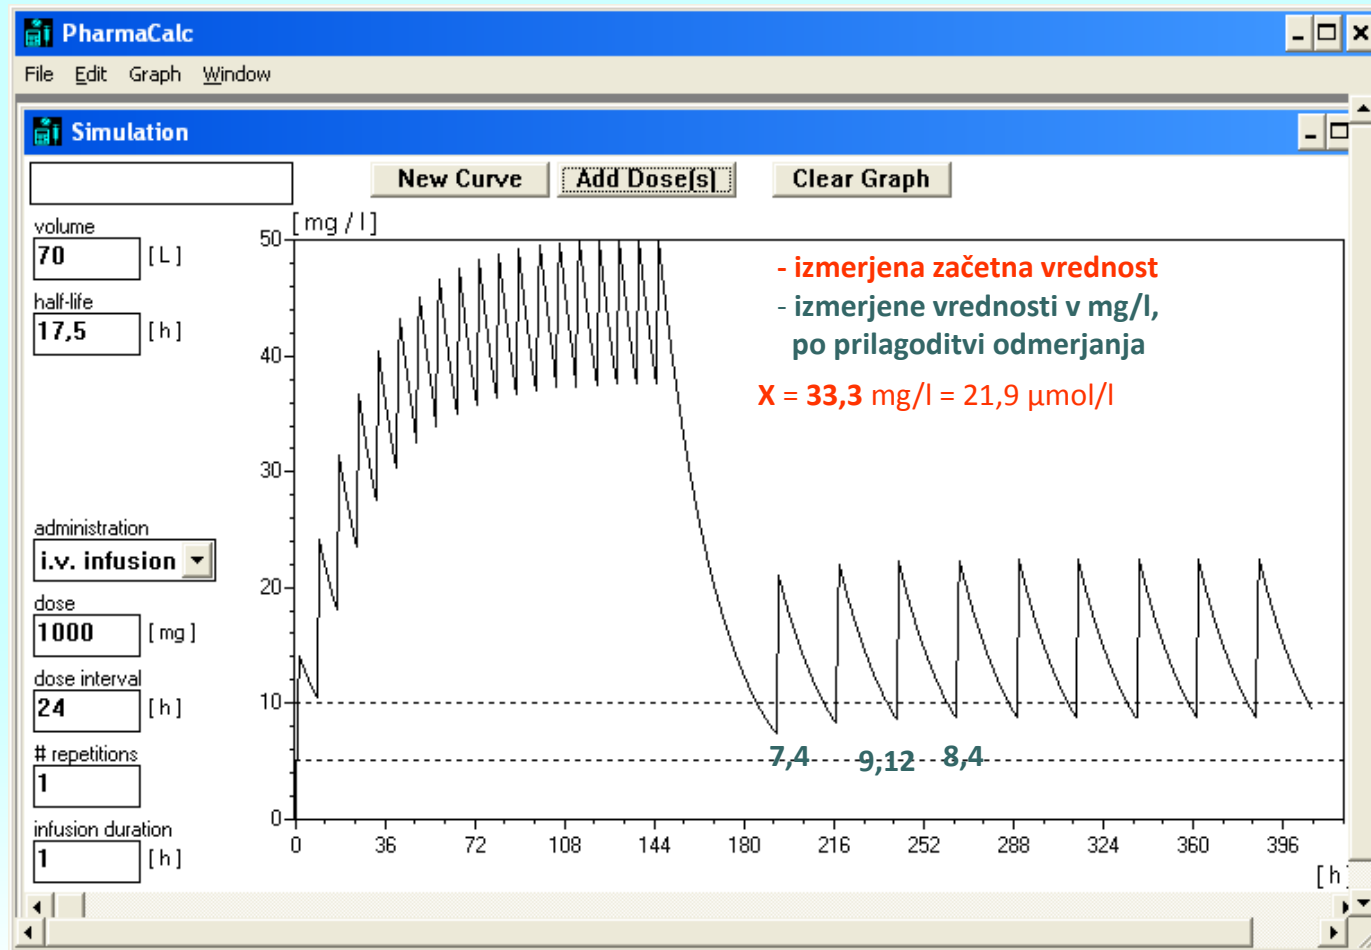 PharmaCalc
File Edit Graph Window
Simulation
New Curve Add Dose[s] Clear Graph
volume
70 [ L ]
half-life
17,5 [ h ]
administration
i.v. infusion
dose
1000 [ mg ]
dose interval
24 [ h ]
# repetitions
1
infusion duration
1 [ h ]
[ mg / l ]
50
40
30
20
10
0
- izmerjena začetna vrednost
- izmerjene vrednosti v mg/l,
po prilagoditvi odmerjanja
X = 33,3 mg/l = 21,9 µmol/l
7,4 9,12 8,4
0 36 72 108 144 180 216 252 288 324 360 396
[ h ]